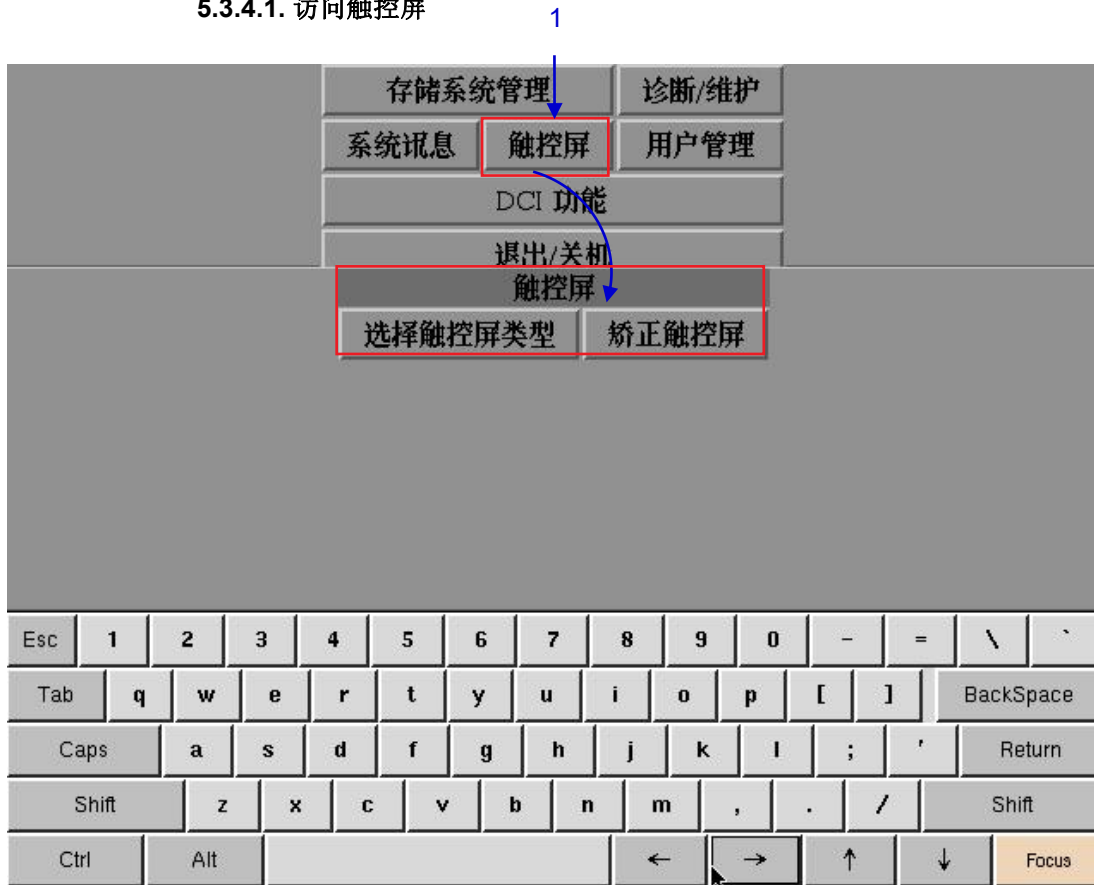 5.3.4.1. 访问触控屏
1
存储系统管理 诊断/维护
系统讯息 触控屏 用户管理
DCI 功能
退出/关机
触控屏
选择触控屏类型 矫正触控屏
Esc 1 2 3 4 5 6 7 8 9 0 - = \ `
Tab q w e r t y u i o p [ ] BackSpace
Caps a s d f g h j k l ; ' Return
Shift z x c v b n m , . / Shift
Ctrl Alt ← → ↑ ↓ Focus